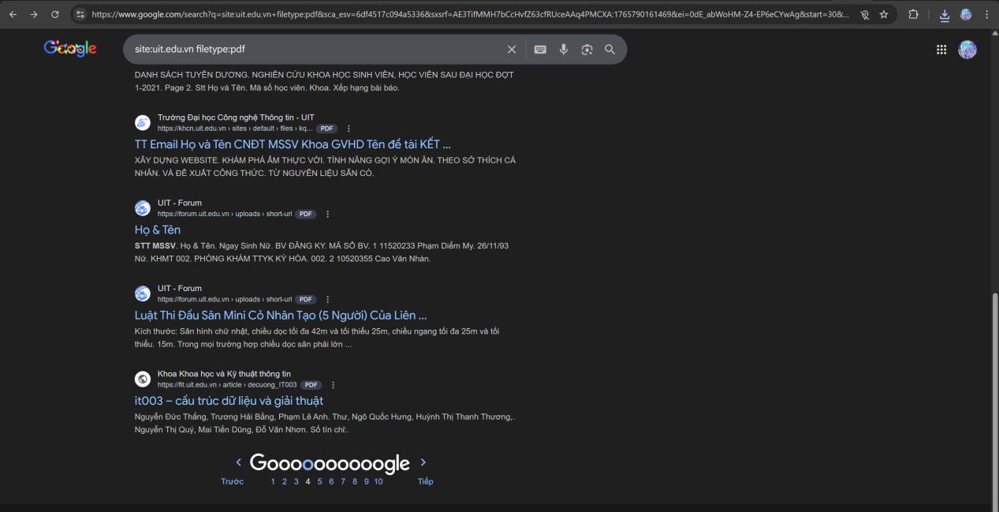 https://www.google.com/search?q=site:uit.edu.vn+filetype:pdf&sca_esv=6df4517c094a5336&sxsrf=AE3TifMMH7bCcHvfZ63cfRUceAAq4PMCXA:1765790161469&ei=0dE_abWoHM-Z4-EP6eCYwAg&start=30&...
Google
site:uit.edu.vn filetype:pdf
DANH SÁCH TUYÊN DƯƠNG. NGHIÊN CỨU KHOA HỌC SINH VIÊN, HỌC VIÊN SAU ĐẠI HỌC ĐỢT
1-2021. Page 2. Stt Họ và Tên. Mã số học viên. Khoa. Xếp hạng bài báo.
Trường Đại học Công nghệ Thông tin - UIT
https://khcn.uit.edu.vn › sites › default › files › kq... PDF
TT Email Họ và Tên CNĐT MSSV Khoa GVHD Tên đề tài KẾT ...
XÂY DỰNG WEBSITE. KHÁM PHÁ ẨM THỰC VỚI. TÍNH NĂNG GỢI Ý MÓN ĂN. THEO SỞ THÍCH CÁ
NHÂN. VÀ ĐỀ XUẤT CÔNG THỨC. TỪ NGUYÊN LIỆU SẴN CÓ.
UIT - Forum
https://forum.uit.edu.vn › uploads › short-url PDF
Họ & Tên
STT MSSV. Họ & Tên. Ngay Sinh Nữ. BV ĐĂNG KY. MÃ SỐ BV. 1 11520233 Phạm Diễm My. 26/11/93
Nữ. KHMT 002. PHÒNG KHÁM TTYK KỲ HÒA. 002. 2 10520355 Cao Văn Nhàn.
UIT - Forum
https://forum.uit.edu.vn › uploads › short-url PDF
Luật Thi Đấu Sân Mini Cỏ Nhân Tạo (5 Người) Của Liên ...
Kích thước: Sân hình chữ nhật, chiều dọc tối đa 42m và tối thiểu 25m, chiều ngang tối đa 25m và tối
thiểu. 15m. Trong mọi trường hợp chiều dọc sân phải lớn ...
Khoa Khoa học và Kỹ thuật thông tin
https://fit.uit.edu.vn › article › decuong_IT003 PDF
it003 – cấu trúc dữ liệu và giải thuật
Nguyễn Đức Thắng, Trương Hải Bằng, Phạm Lê Anh. Thư, Ngô Quốc Hưng, Huỳnh Thị Thanh Thương,.
Nguyễn Thị Quý, Mai Tiến Dũng, Đỗ Văn Nhơn. Số tín chỉ:.
Goooooooooogle
Trước 1 2 3 4 5 6 7 8 9 10 Tiếp